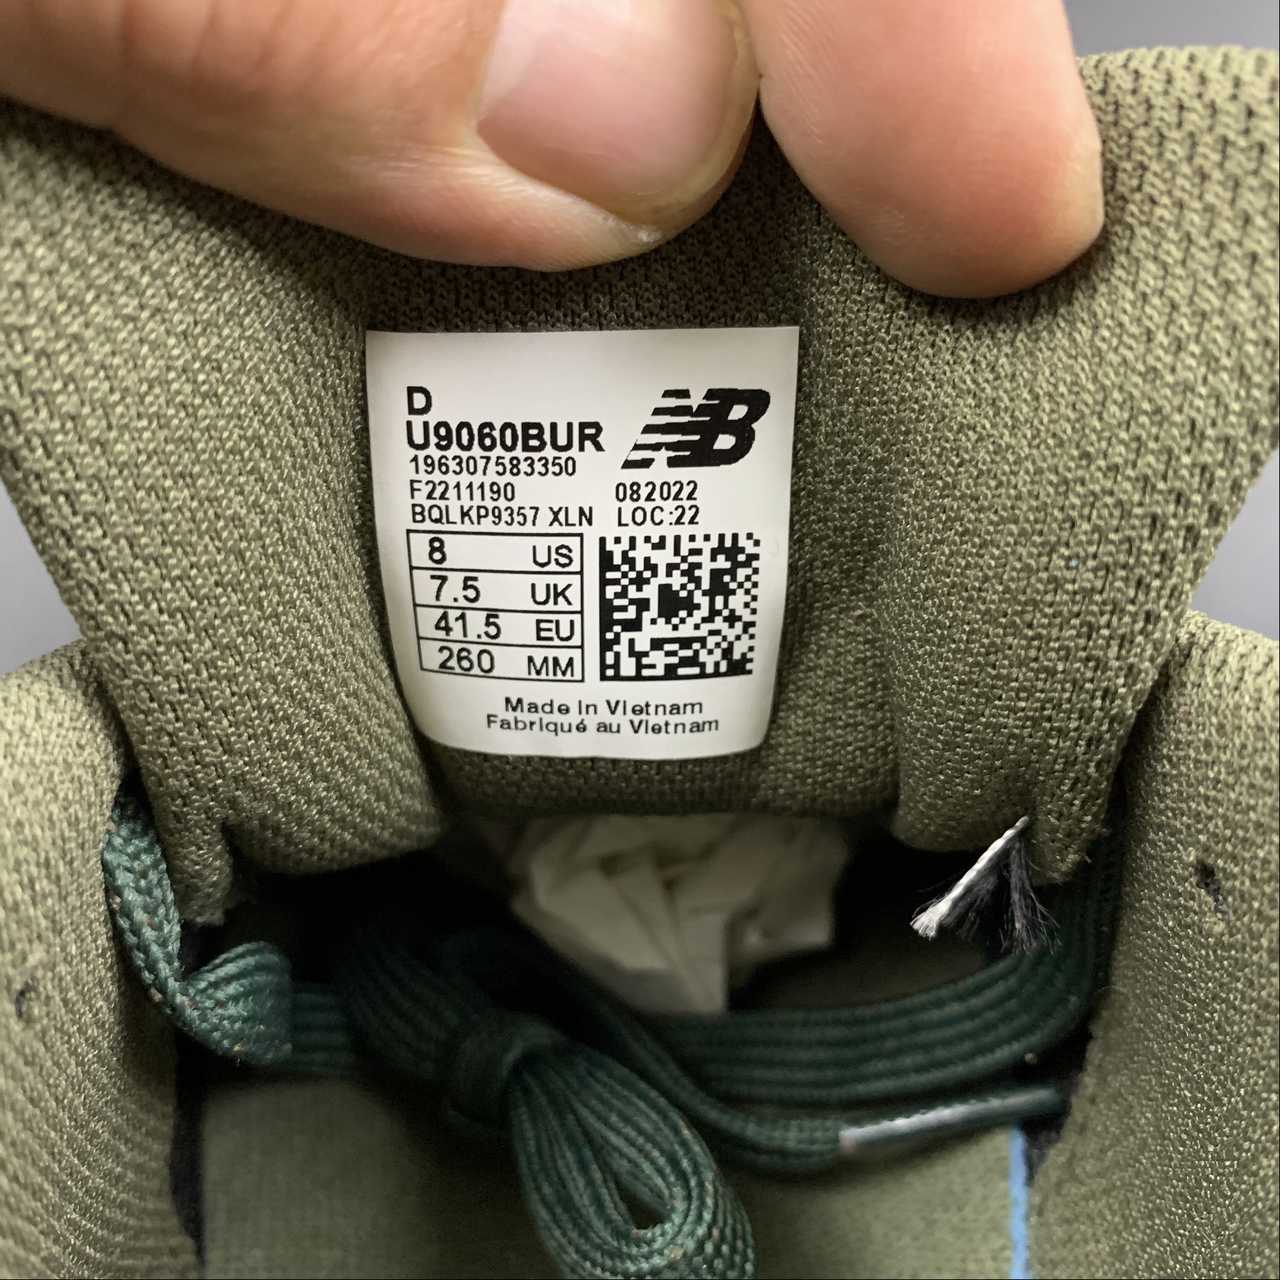 D
U9060BUR
NB
196307583350
F2211190 082022
BQLKP9357 XLN LOC:22
8 US
7.5 UK
41.5 EU
260 MM
Made in Vietnam
Fabriqué au Vietnam